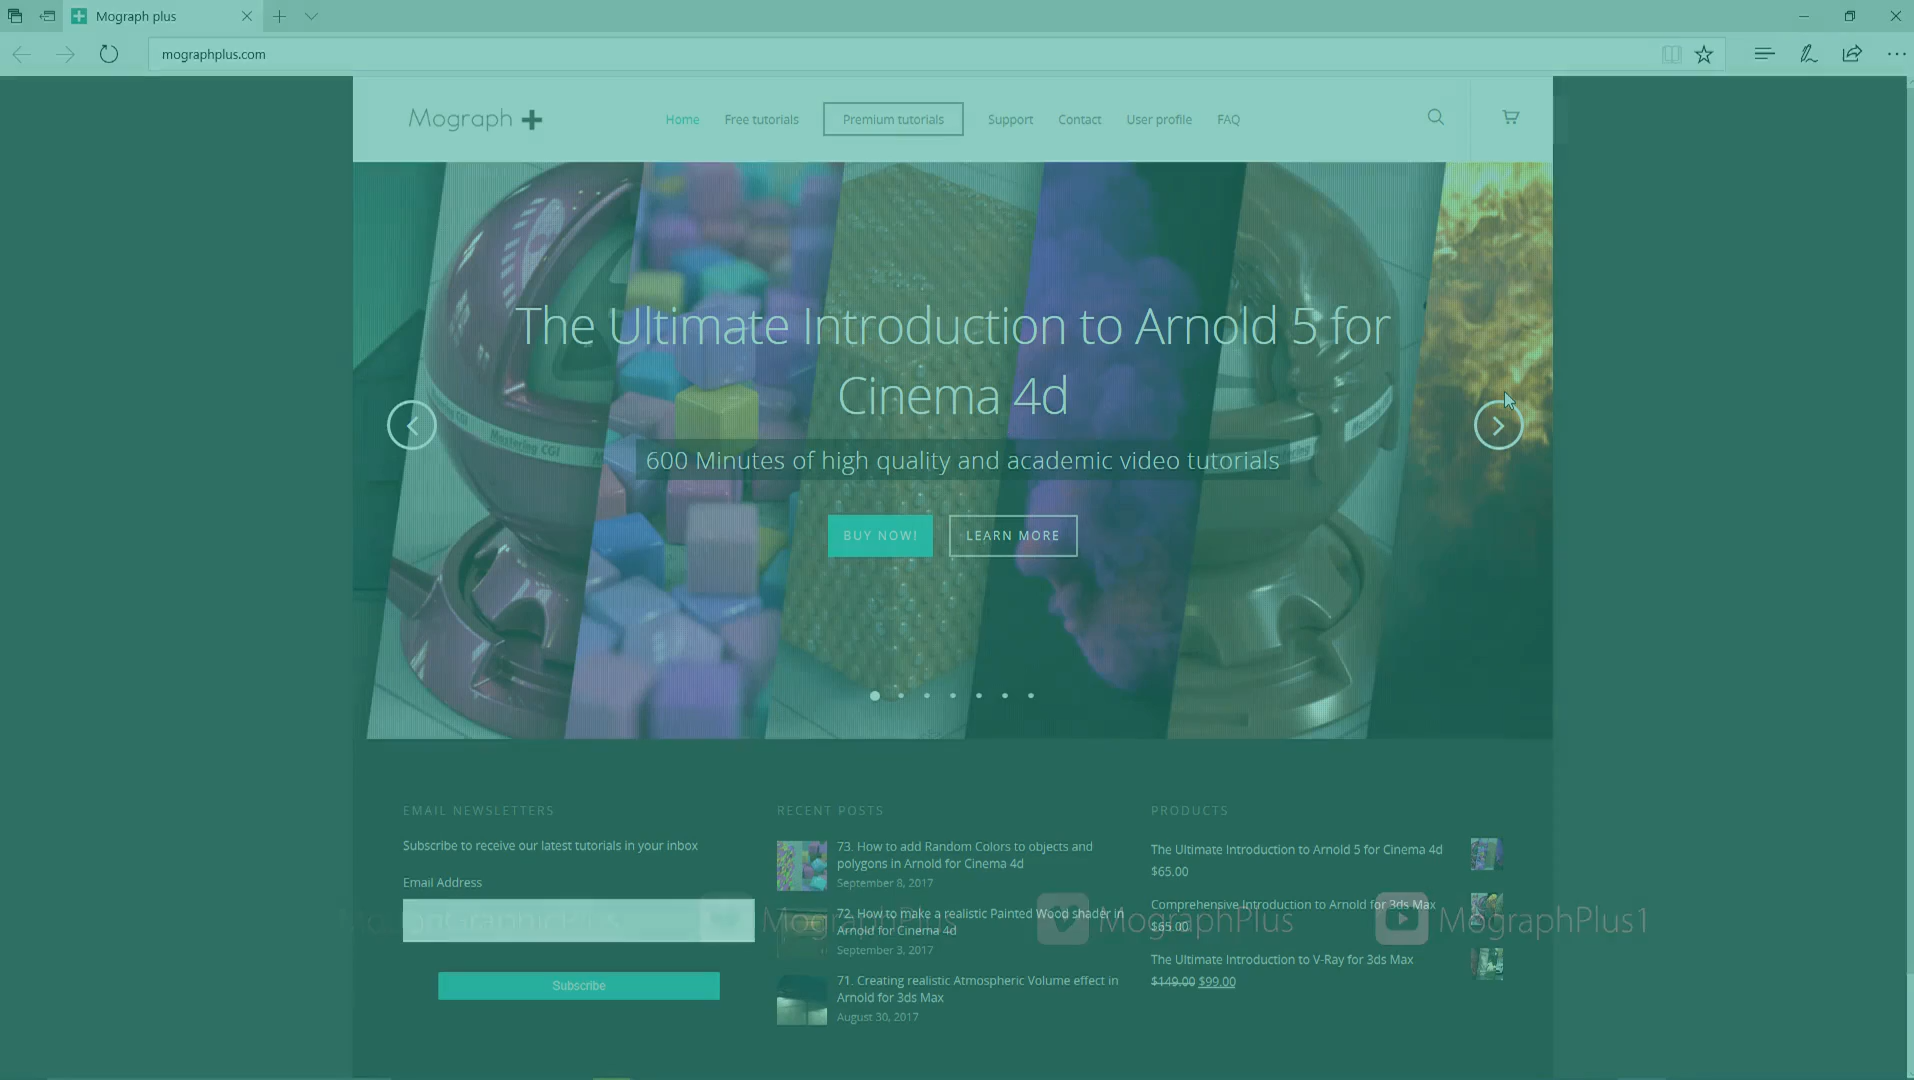 Mograph plus
mographplus.com
Mograph
Home
Free tutorials
Premium tutorials
Support
Contact
User profile
FAQ
The Ultimate Introduction to Arnold 5 for
Cinema 4d
600 Minutes of high quality and academic video tutorials
BUY NOW!
LEARN MORE
Mastering CGI
EMAIL NEWSLETTERS
Subscribe to receive our latest tutorials in your inbox
Email Address
Subscribe
RECENT POSTS
73. How to add Random Colors to objects and
polygons in Arnold for Cinema 4d
September 8, 2017
72. How to make a realistic Painted Wood shader in
Arnold for Cinema 4d
September 3, 2017
71. Creating realistic Atmospheric Volume effect in
Arnold for 3ds Max
August 30, 2017
PRODUCTS
The Ultimate Introduction to Arnold 5 for Cinema 4d
$65.00
Comprehensive Introduction to Arnold for 3ds Max
$65.00
The Ultimate Introduction to V-Ray for 3ds Max
$149.00 $99.00
MographPlus
MographPlus
MographPlus1